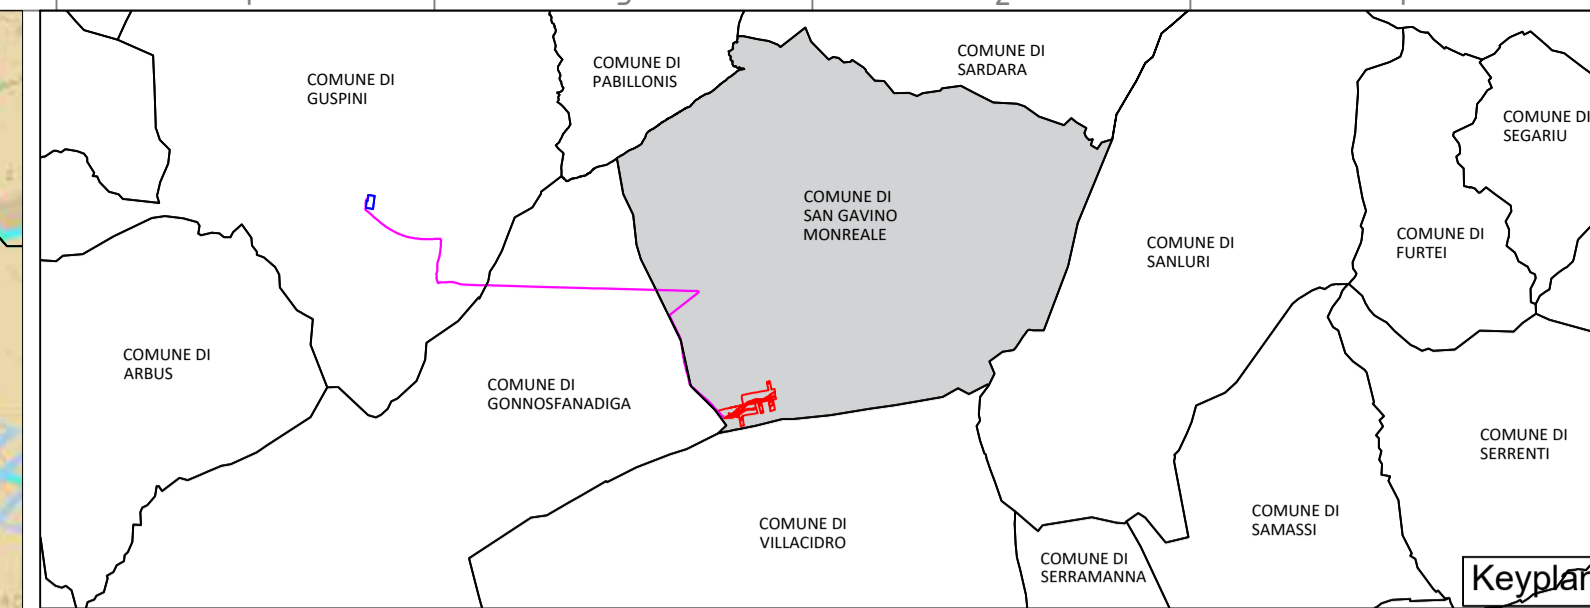 COMUNE DI
GUSPINI
COMUNE DI
PABILLONIS
COMUNE DI
SARDARA
COMUNE DI
SEGARIU
COMUNE DI
SAN GAVINO
MONREALE
COMUNE DI
SANLURI
COMUNE DI
FURTEI
COMUNE DI
ARBUS
COMUNE DI
GONNOSFANADIGA
COMUNE DI
SERRENTI
COMUNE DI
VILLACIDRO
COMUNE DI
SAMASSI
COMUNE DI
SERRAMANNA
Keyplan